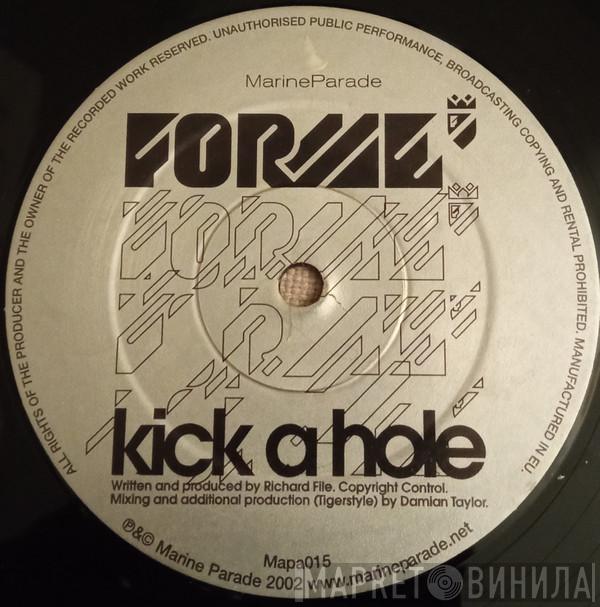 ALL RIGHTS OF THE PRODUCER AND THE OWNER OF THE RECORDED WORK RESERVED. UNAUTHORISED PUBLIC PERFORMANCE, BROADCASTING COPYING AND RENTAL PROHIBITED. MANUFACTURED IN EU.
MarineParade
FORME
FORME
kick a hole
Written and produced by Richard File. Copyright Control.
Mixing and additional production (Tigerstyle) by Damian Taylor.
Mapa015
℗&© Marine Parade 2002 www.marineparade.net
МАРКЕТ ВИНИЛА